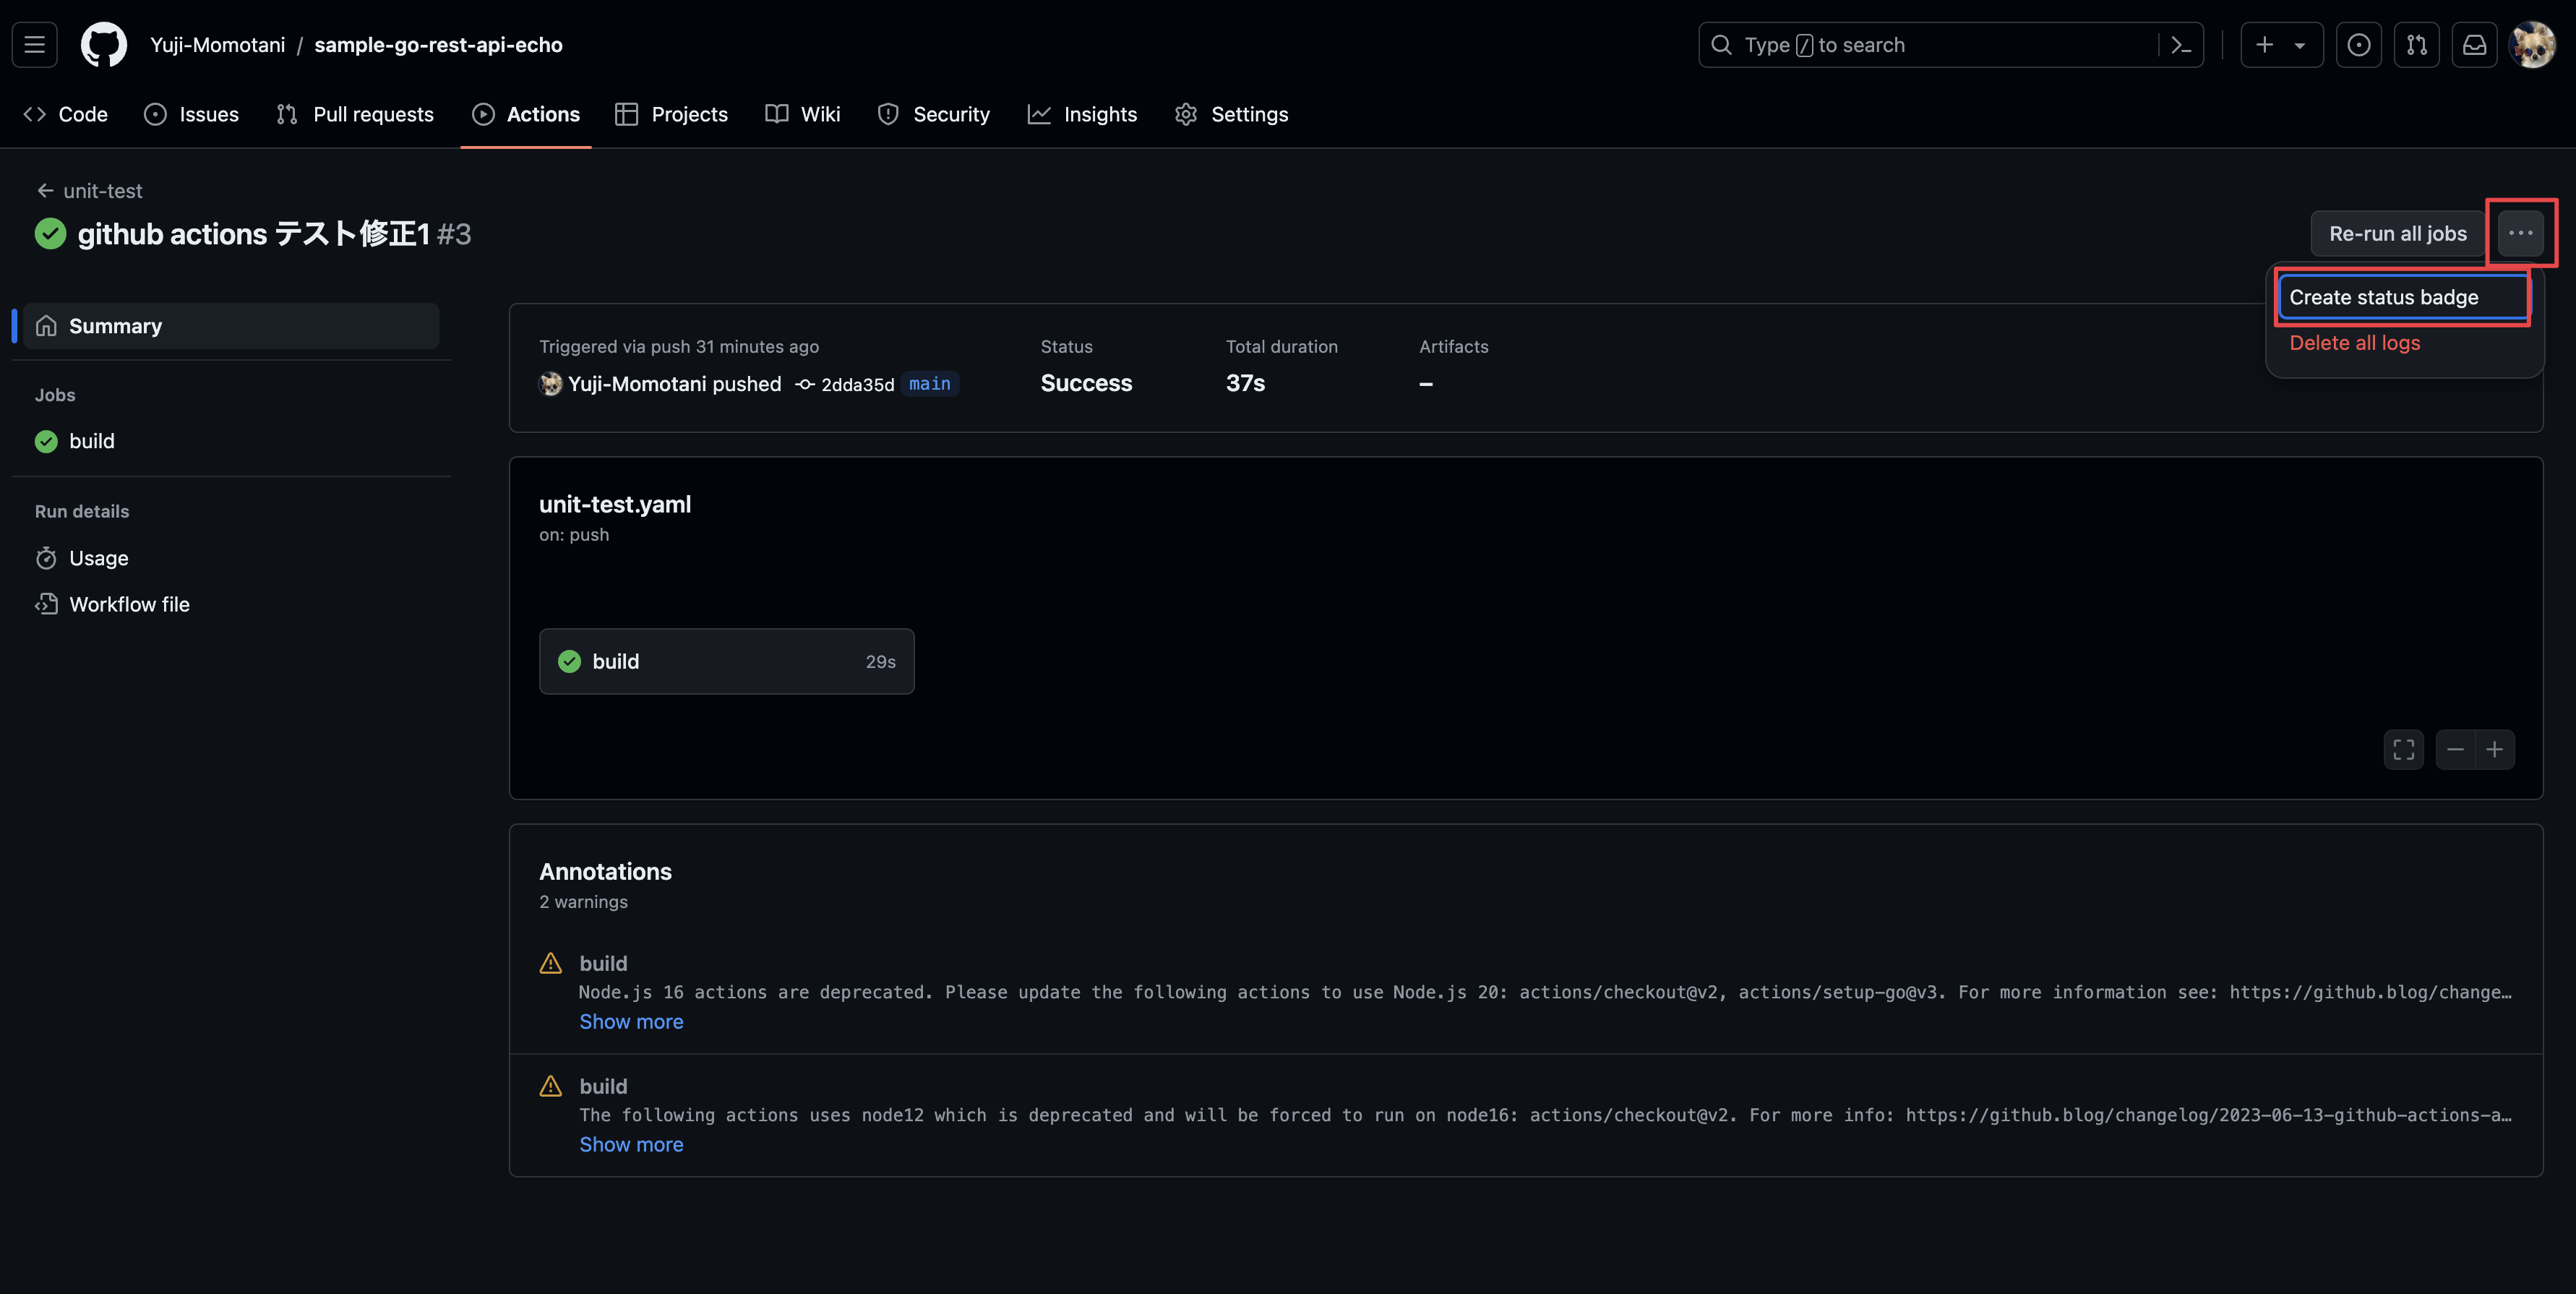 Yuji-Momotani / sample-go-rest-api-echo
Type / to search
Code Issues Pull requests Actions Projects Wiki Security Insights Settings
← unit-test
github actions テスト修正1 #3
Re-run all jobs
Create status badge
Delete all logs
Summary
Jobs
build
Run details
Usage
Workflow file
Triggered via push 31 minutes ago
Yuji-Momotani pushed 2dda35d main
Status
Success
Total duration
37s
Artifacts
–
unit-test.yaml
on: push
build 29s
Annotations
2 warnings
build
Node.js 16 actions are deprecated. Please update the following actions to use Node.js 20: actions/checkout@v2, actions/setup-go@v3. For more information see: https://github.blog/change…
Show more
build
The following actions uses node12 which is deprecated and will be forced to run on node16: actions/checkout@v2. For more info: https://github.blog/changelog/2023-06-13-github-actions-a…
Show more